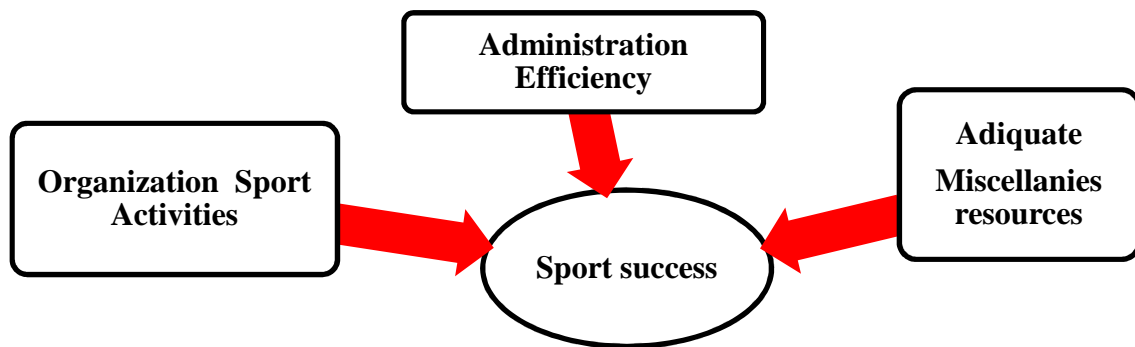 Administration
Efficiency
Organization Sport
Activities
Adiquate
Miscellanies
resources
Sport success